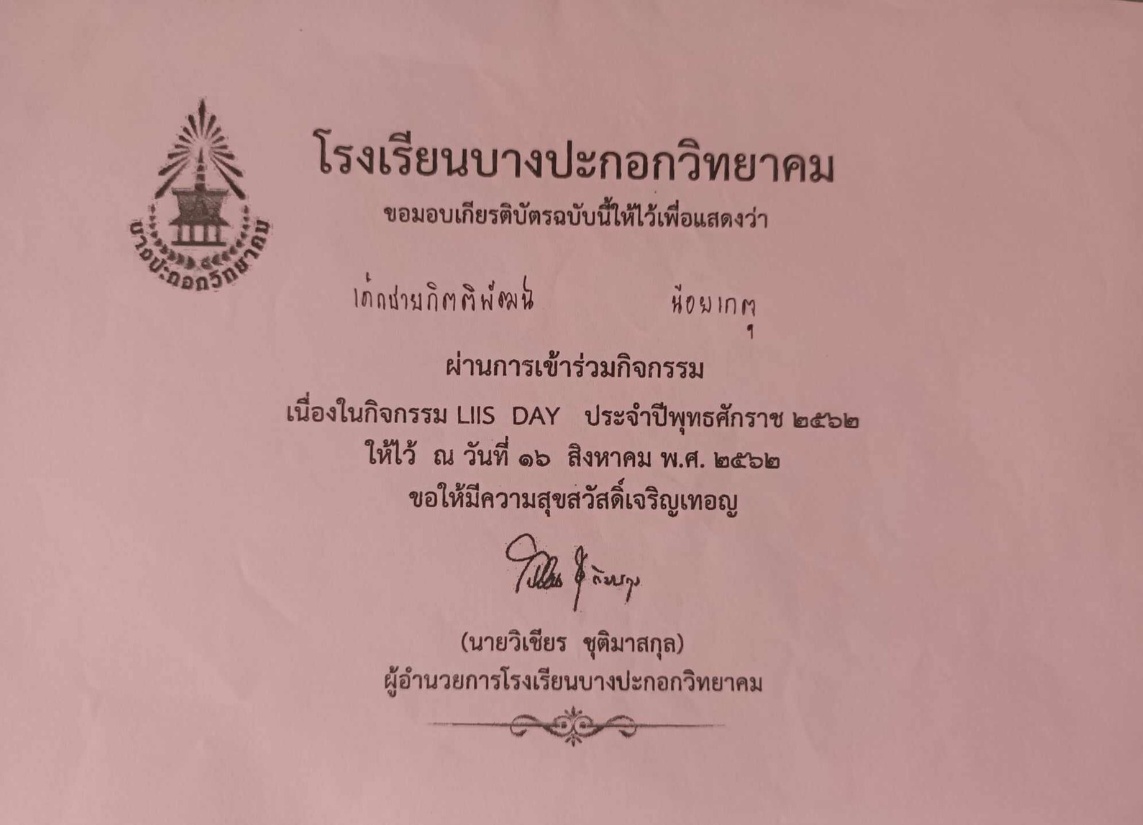 โรงเรียนบางปะกอกวิทยาคม
บางปะกอกวิทยาคม
ขอมอบเกียรติบัตรฉบับนี้ให้ไว้เพื่อแสดงว่า
เด็กชายกิตติพัฒน์ น้อยเกตุ
ผ่านการเข้าร่วมกิจกรรม
เนื่องในกิจกรรม LIIS DAY ประจำปีพุทธศักราช ๒๕๖๒
ให้ไว้ ณ วันที่ ๑๖ สิงหาคม พ.ศ. ๒๕๖๒
ขอให้มีความสุขสวัสดิ์เจริญเทอญ
(นายวิเชียร ชุติมาสกุล)
ผู้อำนวยการโรงเรียนบางปะกอกวิทยาคม